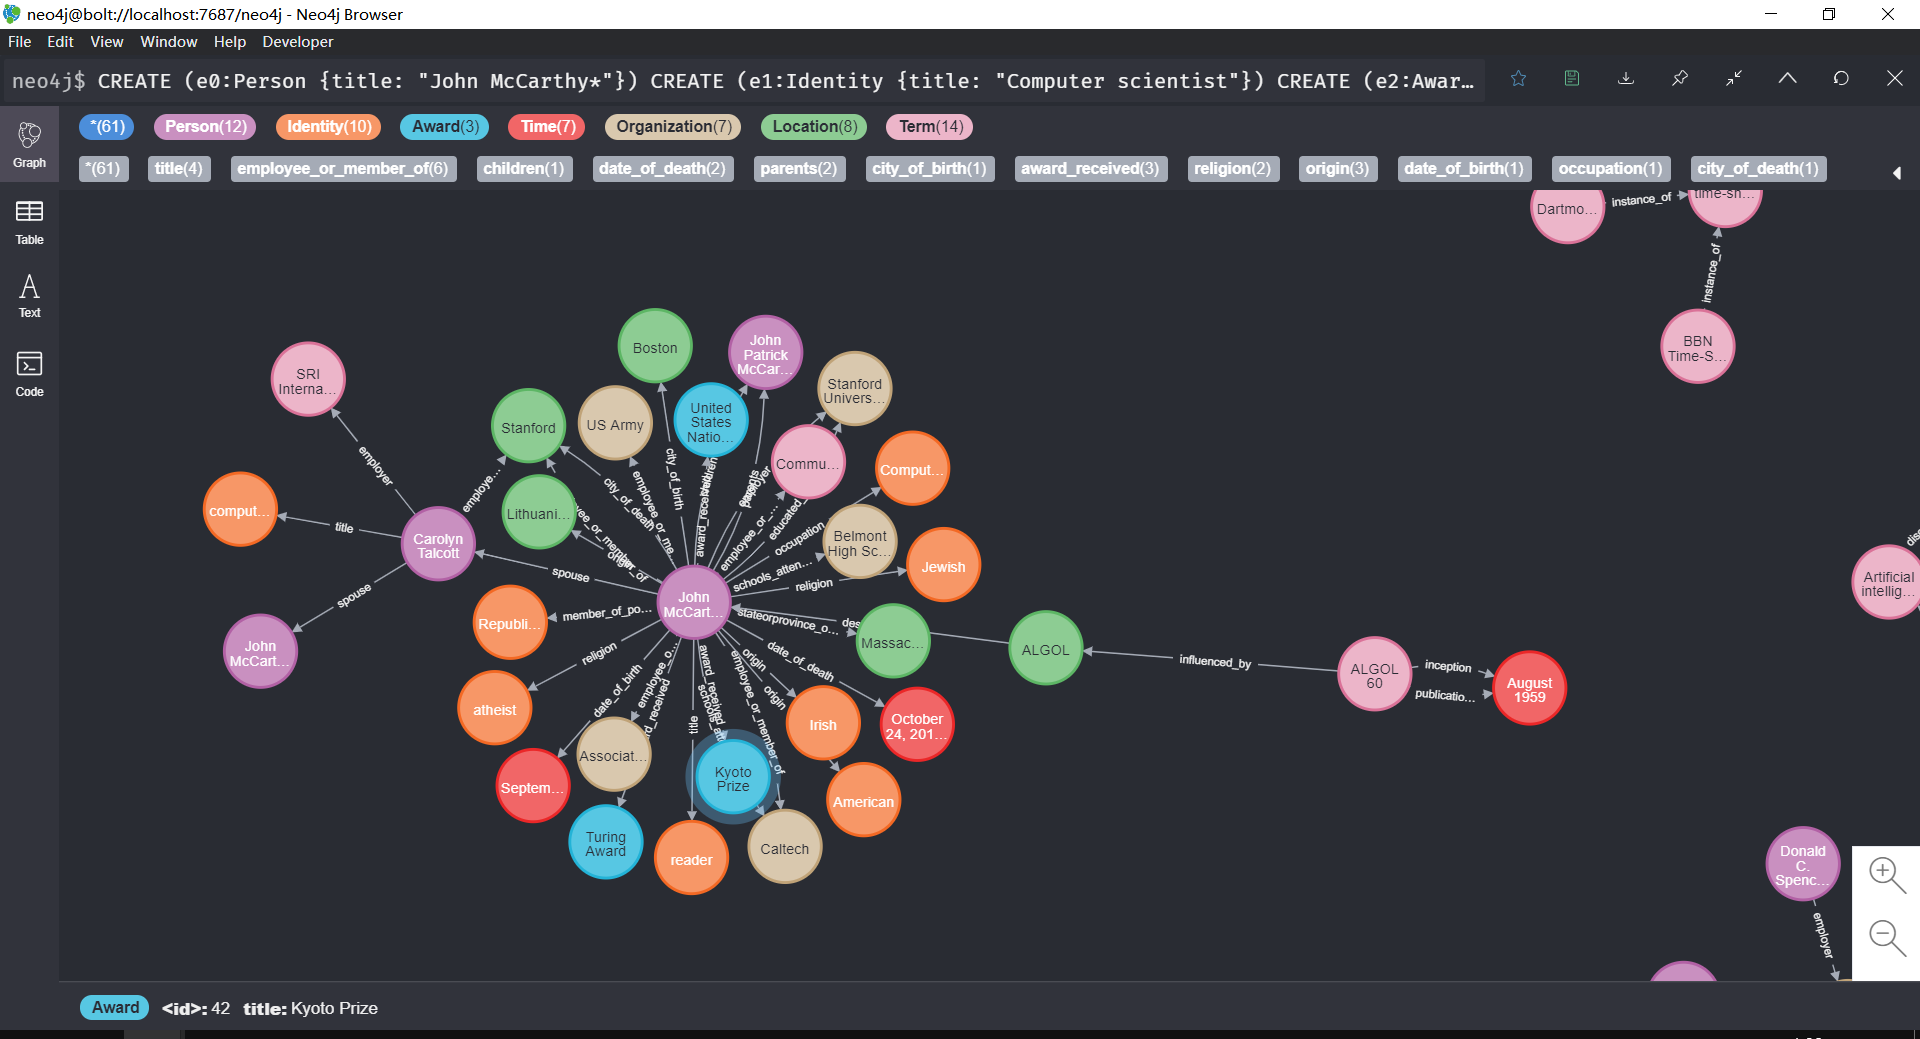 neo4j@bolt://localhost:7687/neo4j - Neo4j Browser
File Edit View Window Help Developer
neo4j$ CREATE (e0:Person {title: "John McCarthy*"}) CREATE (e1:Identity {title: "Computer scientist"}) CREATE (e2:Awar...
*(61) Person(12) Identity(10) Award(3) Time(7) Organization(7) Location(8) Term(14)
*(61) title(4) employee_or_member_of(6) children(1) date_of_death(2) parents(2) city_of_birth(1) award_received(3) religion(2) origin(3) date_of_birth(1) occupation(1) city_of_death(1)
Graph
Table
Text
Code
Dartmo...
instance_of
time-sh...
instance_of
BBN
Time-S...
SRI
Interna...
employer
comput...
title
Carolyn
Talcott
spouse
John
McCart...
employe...
Stanford
Lithuani...
US Army
Boston
United
States
Natio...
John
Patrick
McCar...
Stanford
Univers...
Commu...
Comput...
Belmont
High Sc...
Jewish
city_of_birth
city_of_death
employee_or_me...
award_received
children
parents
employer
employee_or_...
educated
occupation
schools_atten...
religion
origin
spouse
John
McCart...
member_of_po...
Republi...
religion
atheist
date_of_birth
Septem...
employee_o...
Associat...
Turing
Award
title
reader
award_received
Kyoto
Prize
employee_or_member_of
Caltech
origin
Irish
origin
American
date_of_death
October
24, 201...
stateorprovince_o...
des
Massac...
ALGOL
influenced_by
ALGOL
60
inception
publicatio...
August
1959
Artificial
intellig...
Donald
C.
Spenc...
employer
Award <id>: 42 title: Kyoto Prize